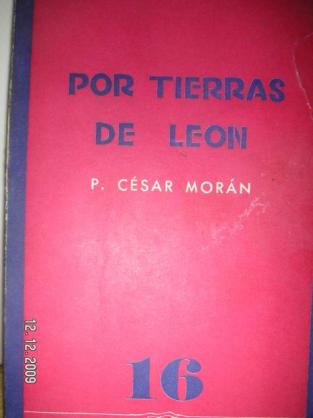 POR TIERRAS
DE LEON
P. CÉSAR MORÁN
16
12.12.2009